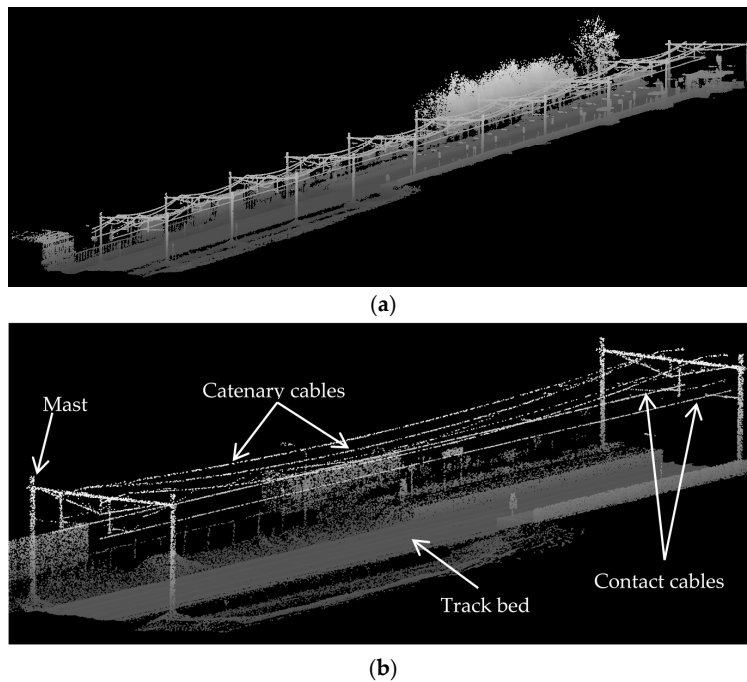 (a)
Catenary cables
Mast
Contact cables
Track bed
(b)